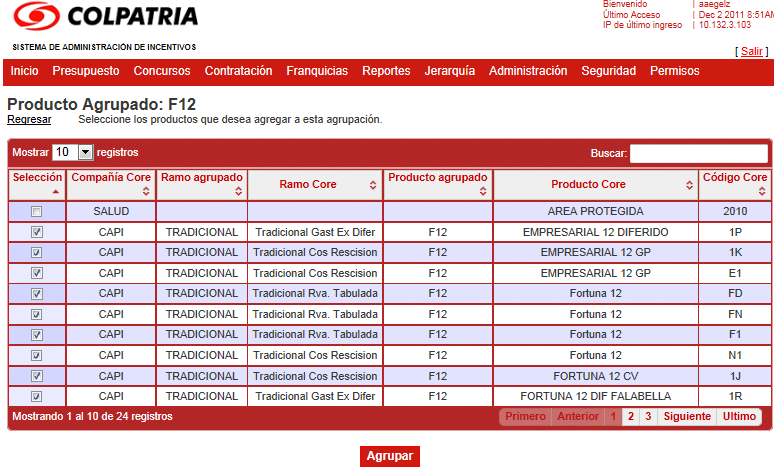 COLPATRIA
Bienvenido | aaegelz
Último Acceso | Dec 2 2011 8:51AM
IP de último ingreso | 10.132.3.103
SISTEMA DE ADMINISTRACIÓN DE INCENTIVOS
[ Salir ]
Inicio Presupuesto Concursos Contratación Franquicias Reportes Jerarquía Administración Seguridad Permisos
Producto Agrupado: F12
Regresar Seleccione los productos que desea agregar a esta agrupación.
Mostrar 10 registros Buscar:
Selección Compañía Core Ramo agrupado Ramo Core Producto agrupado Producto Core Código Core
SALUD AREA PROTEGIDA 2010
CAPI TRADICIONAL Tradicional Gast Ex Difer F12 EMPRESARIAL 12 DIFERIDO 1P
CAPI TRADICIONAL Tradicional Cos Rescision F12 EMPRESARIAL 12 GP 1K
CAPI TRADICIONAL Tradicional Cos Rescision F12 EMPRESARIAL 12 GP E1
CAPI TRADICIONAL Tradicional Rva. Tabulada F12 Fortuna 12 FD
CAPI TRADICIONAL Tradicional Rva. Tabulada F12 Fortuna 12 FN
CAPI TRADICIONAL Tradicional Rva. Tabulada F12 Fortuna 12 F1
CAPI TRADICIONAL Tradicional Cos Rescision F12 Fortuna 12 N1
CAPI TRADICIONAL Tradicional Cos Rescision F12 FORTUNA 12 CV 1J
CAPI TRADICIONAL Tradicional Gast Ex Difer F12 FORTUNA 12 DIF FALABELLA 1R
Mostrando 1 al 10 de 24 registros Primero Anterior 1 2 3 Siguiente Ultimo
Agrupar